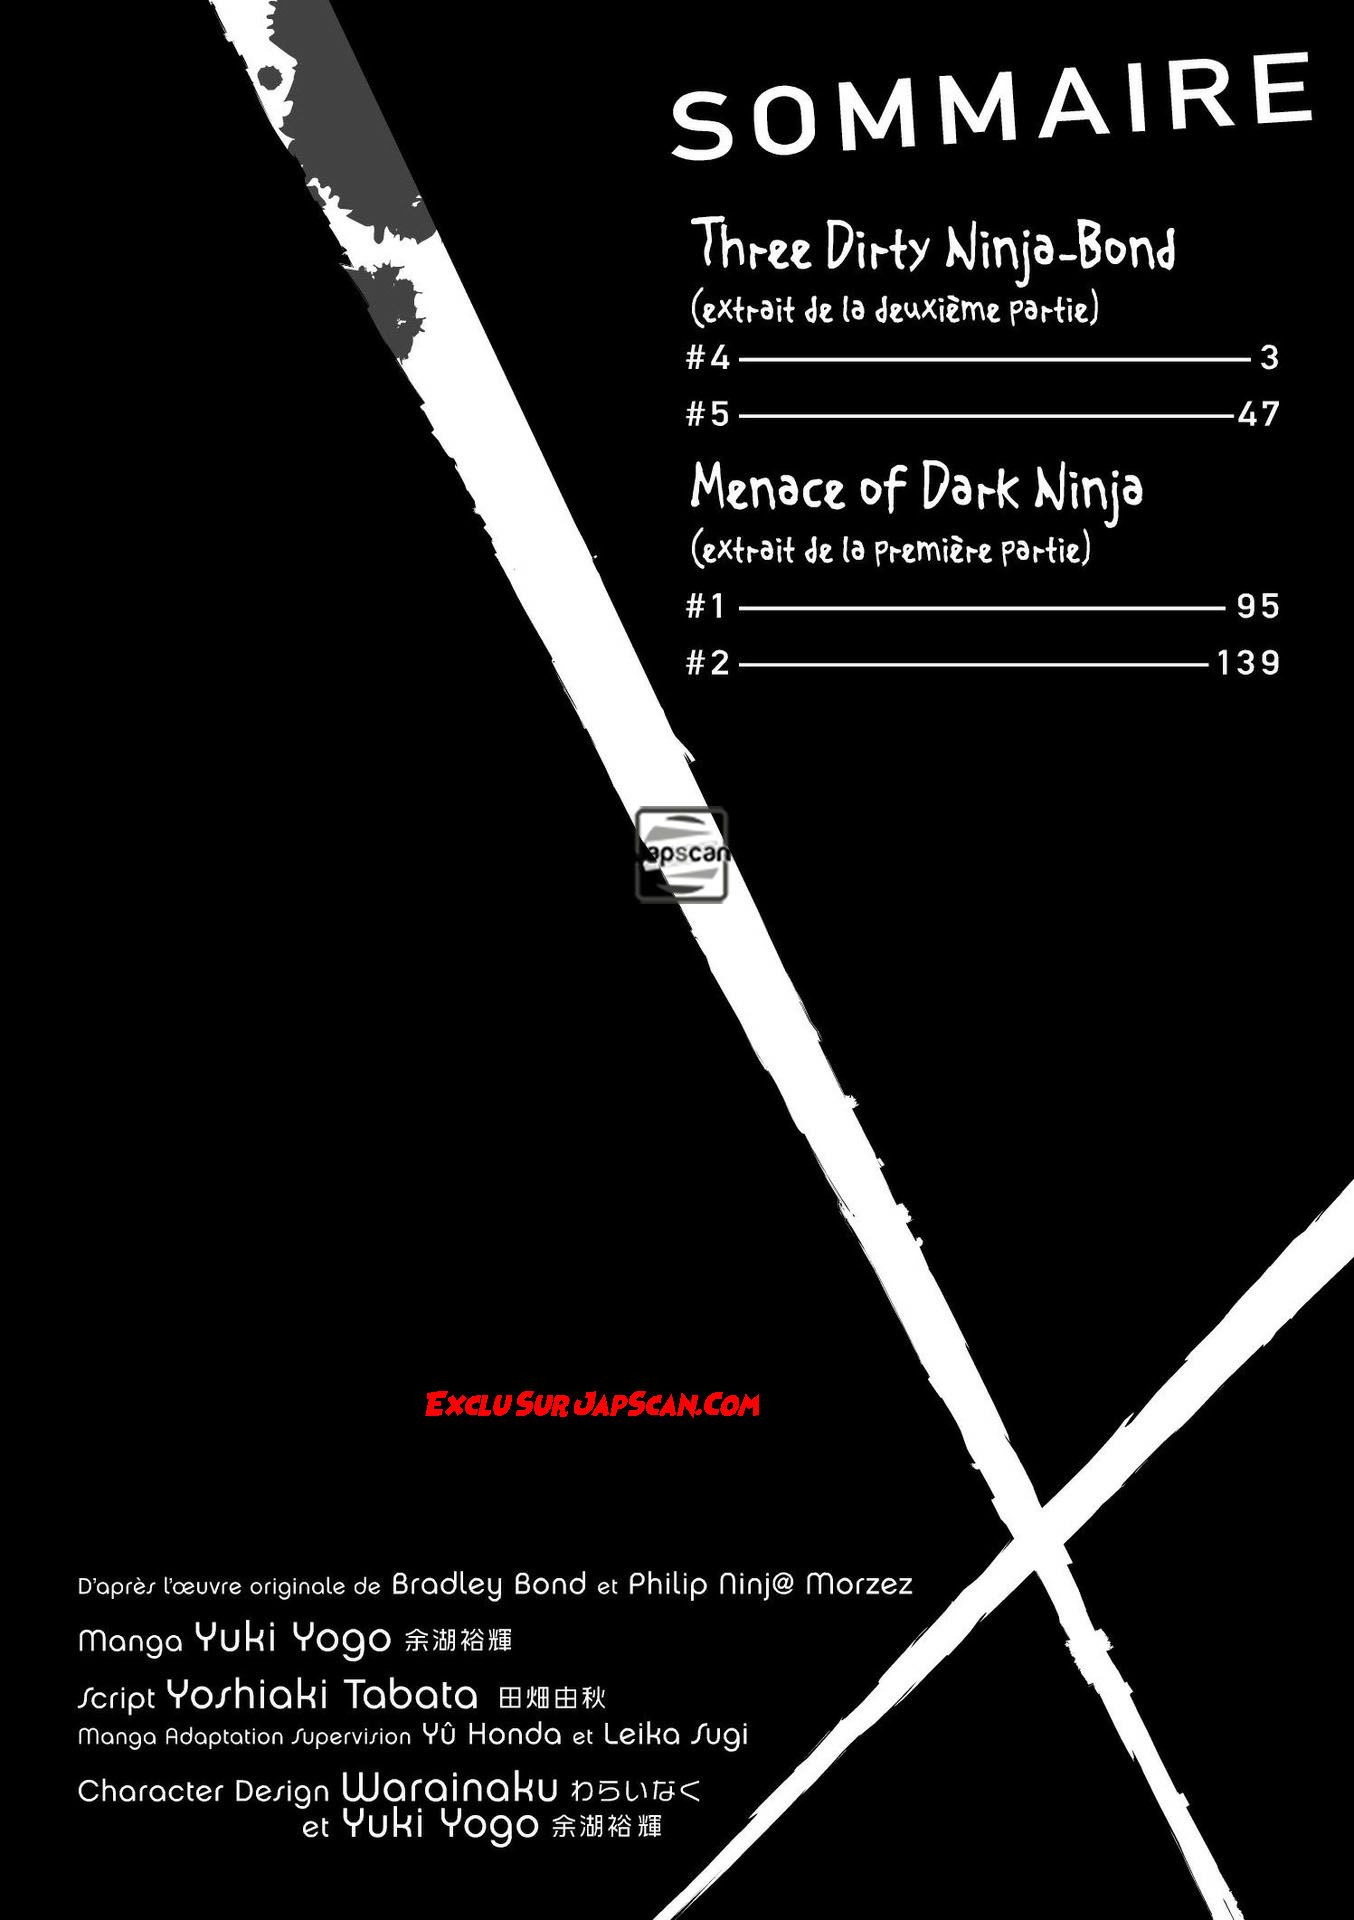 SOMMAIRE
Three Dirty Ninja-Bond
(extrait de la deuxième partie)
#4 3
#5 47
Menace of Dark Ninja
(extrait de la première partie)
#1 95
#2 139
Japscan
Exclu Sur JapScan.Com
D'après l'œuvre originale de Bradley Bond et Philip Ninj@ Morzez
Manga Yuki Yogo 余湖裕輝
Script Yoshiaki Tabata 田畑由秋
Manga Adaptation Supervision Yû Honda et Leika Sugi
Character Design Warainaku わらいなく
et Yuki Yogo 余湖裕輝